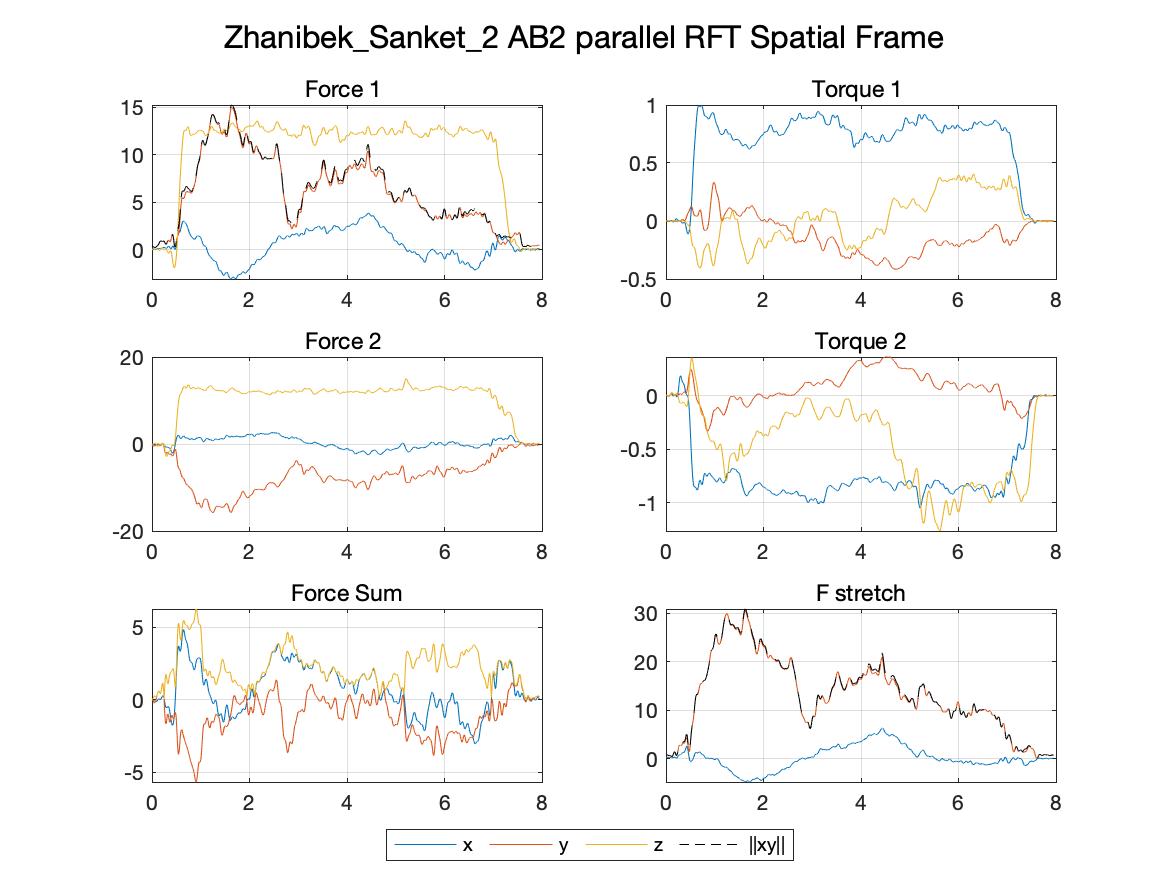 Zhanibek_Sanket_2 AB2 parallel RFT Spatial Frame
Force 1
15
10
5
0
0 2 4 6 8
Torque 1
1
0.5
0
-0.5
0 2 4 6 8
Force 2
20
0
-20
0 2 4 6 8
Torque 2
0
-0.5
-1
0 2 4 6 8
Force Sum
5
0
-5
0 2 4 6 8
F stretch
30
20
10
0
0 2 4 6 8
x y z ||xy||